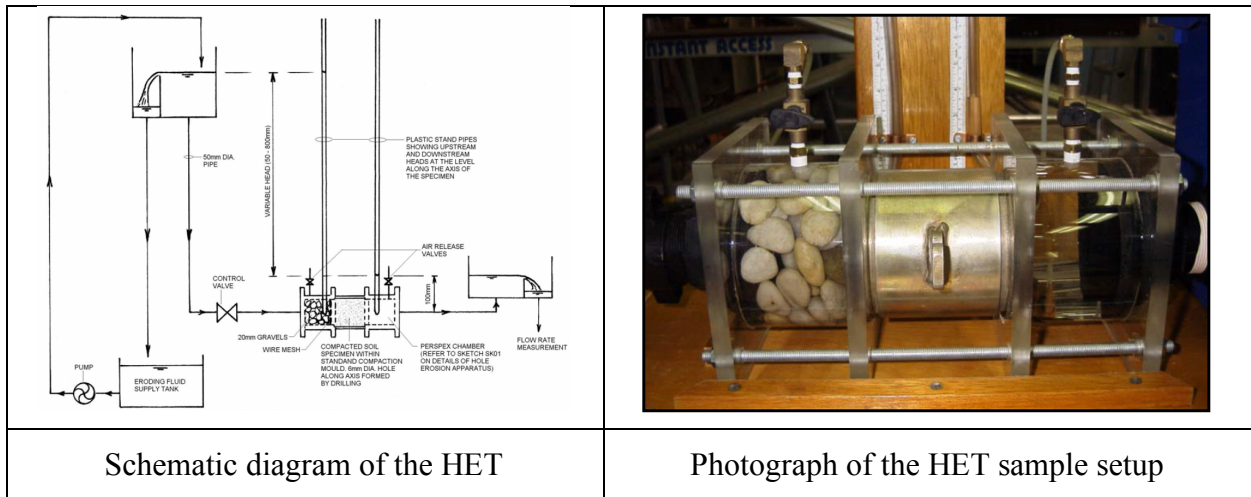 50mm DIA.
PIPE
VARIABLE HEAD (50 - 800mm)
PLASTIC STAND PIPES
SHOWING UPSTREAM
AND DOWNSTREAM
HEADS AT THE LEVEL
ALONG THE AXIS OF
THE SPECIMEN
AIR RELEASE
VALVES
CONTROL
VALVE
100mm
20mm GRAVELS
WIRE MESH
COMPACTED SOIL
SPECIMEN WITHIN
STANDAND COMPACTION
MOULD. 6mm DIA. HOLE
ALONG AXIS FORMED
BY DRILLING
PERSPEX CHAMBER
(REFER TO SKETCH SK01
ON DETAILS OF HOLE
EROSION APPARATUS)
FLOW RATE
MEASUREMENT
PUMP
ERODING FLUID
SUPPLY TANK
NSTANT ACCESS
Schematic diagram of the HET
Photograph of the HET sample setup